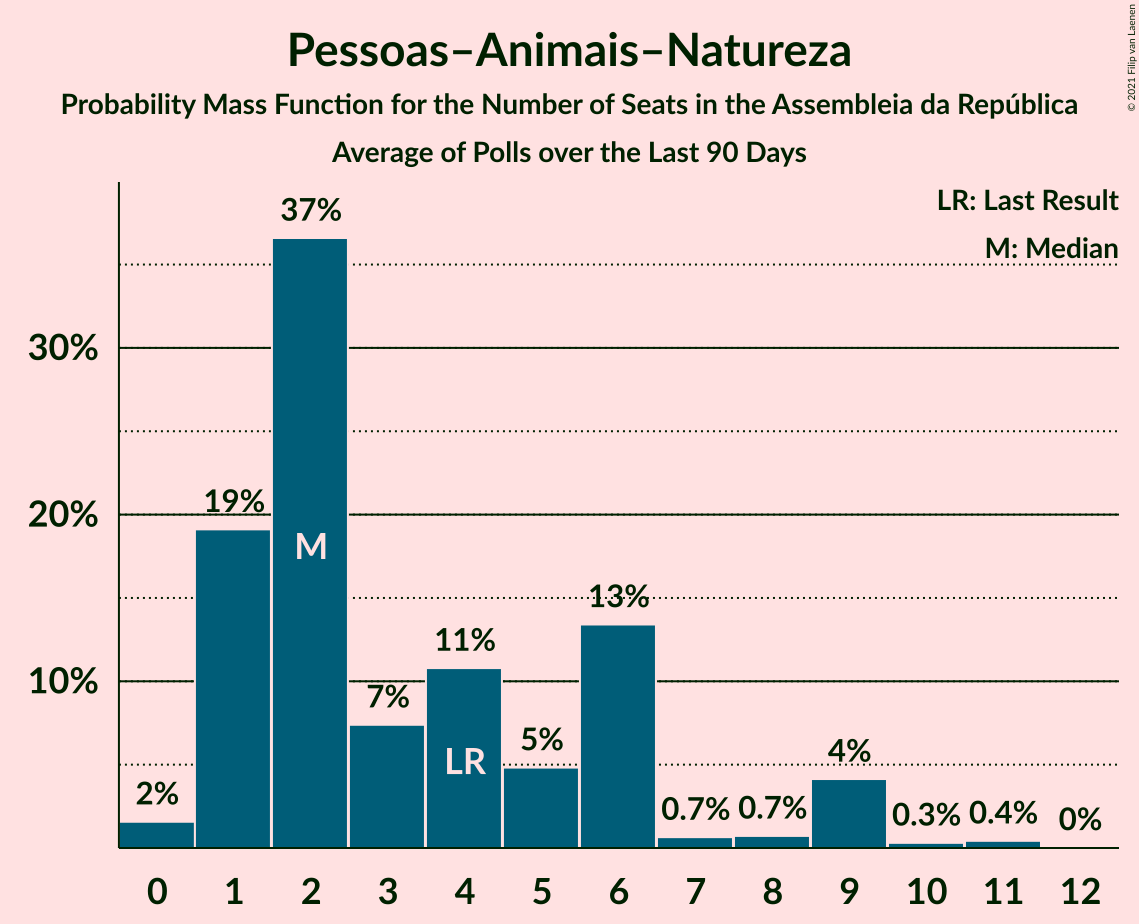 Pessoas–Animais–Natureza
Probability Mass Function for the Number of Seats in the Assembleia da República
Average of Polls over the Last 90 Days
© 2021 Filip van Laenen
LR: Last Result
M: Median
30%
20%
10%
2%
19%
37%
7%
11%
5%
13%
0.7%
0.7%
4%
0.3%
0.4%
0%
M
LR
0 1 2 3 4 5 6 7 8 9 10 11 12